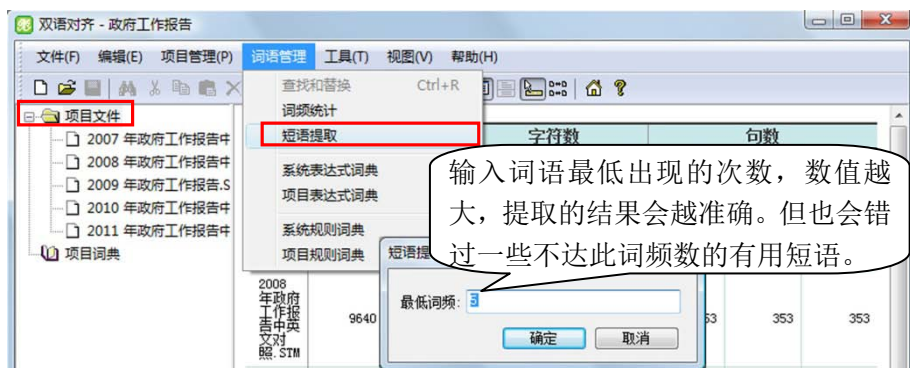 双语对齐 - 政府工作报告
文件(F) 编辑(E) 项目管理(P) 词语管理 工具(T) 视图(V) 帮助(H)
查找和替换 Ctrl+R
词频统计
短语提取
系统表达式词典
项目表达式词典
系统规则词典
项目规则词典
项目文件
2007 年政府工作报告中
2008 年政府工作报告中
2009 年政府工作报告.S
2010 年政府工作报告中
2011 年政府工作报告中
项目词典
字符数 句数
输入词语最低出现的次数，数值越
大，提取的结果会越准确。但也会错
过一些不达此词频数的有用短语。
短语提
最低词频: 3
确定 取消
2008
年政府
工作报
告中英
文对
照.STM
9640 53 353 353